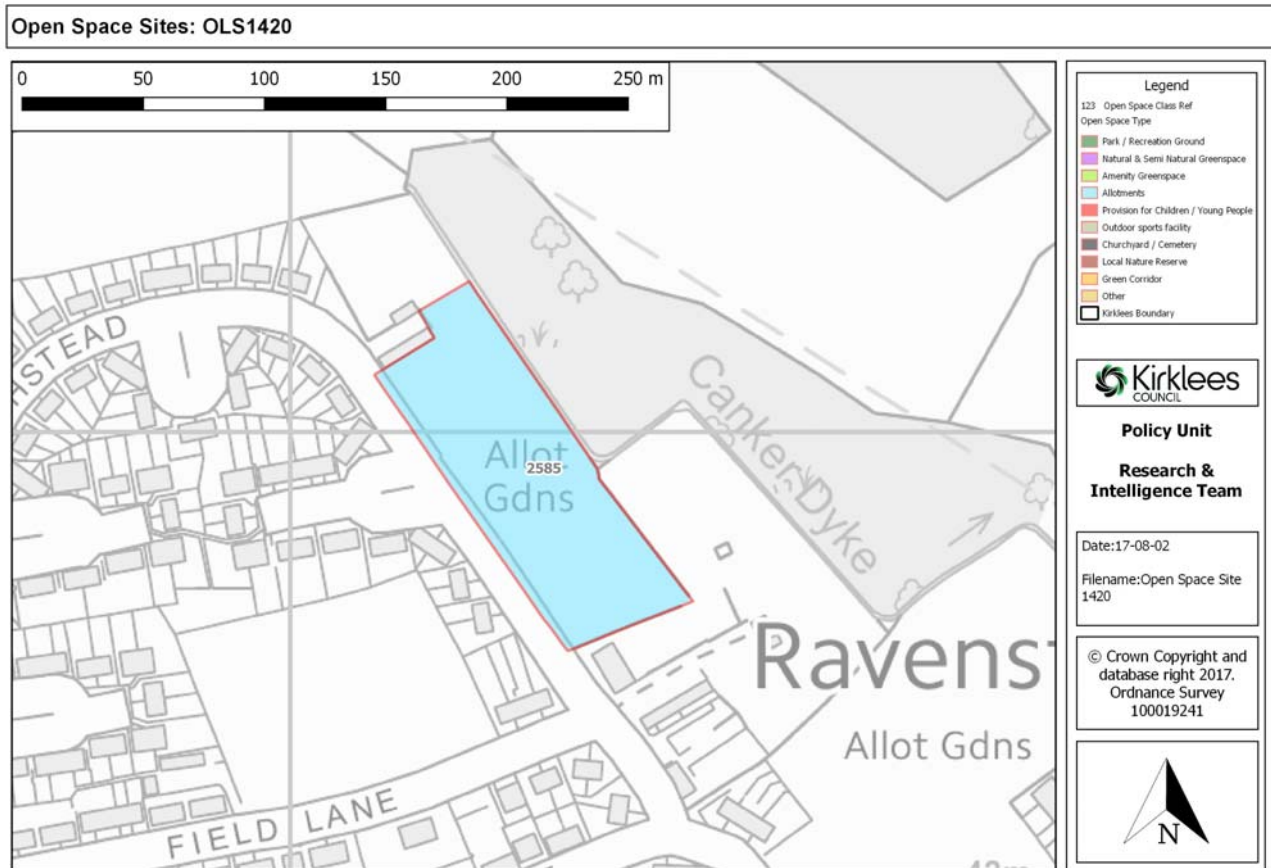 Open Space Sites: OLS1420
0 50 100 150 200 250 m
Allot
2585
Gdns
Canker Dyke
Allot Gdns
FIELD LANE
Legend
123 Open Space Class Ref
Open Space Type
Park / Recreation Ground
Natural & Semi Natural Greenspace
Amenity Greenspace
Allotments
Provision for Children / Young People
Outdoor sports facility
Churchyard / Cemetery
Local Nature Reserve
Green Corridor
Other
Kirklees Boundary
Kirklees
COUNCIL
Policy Unit
Research &
Intelligence Team
Date:17-08-02
Filename:Open Space Site
1420
© Crown Copyright and
database right 2017.
Ordnance Survey
100019241
N